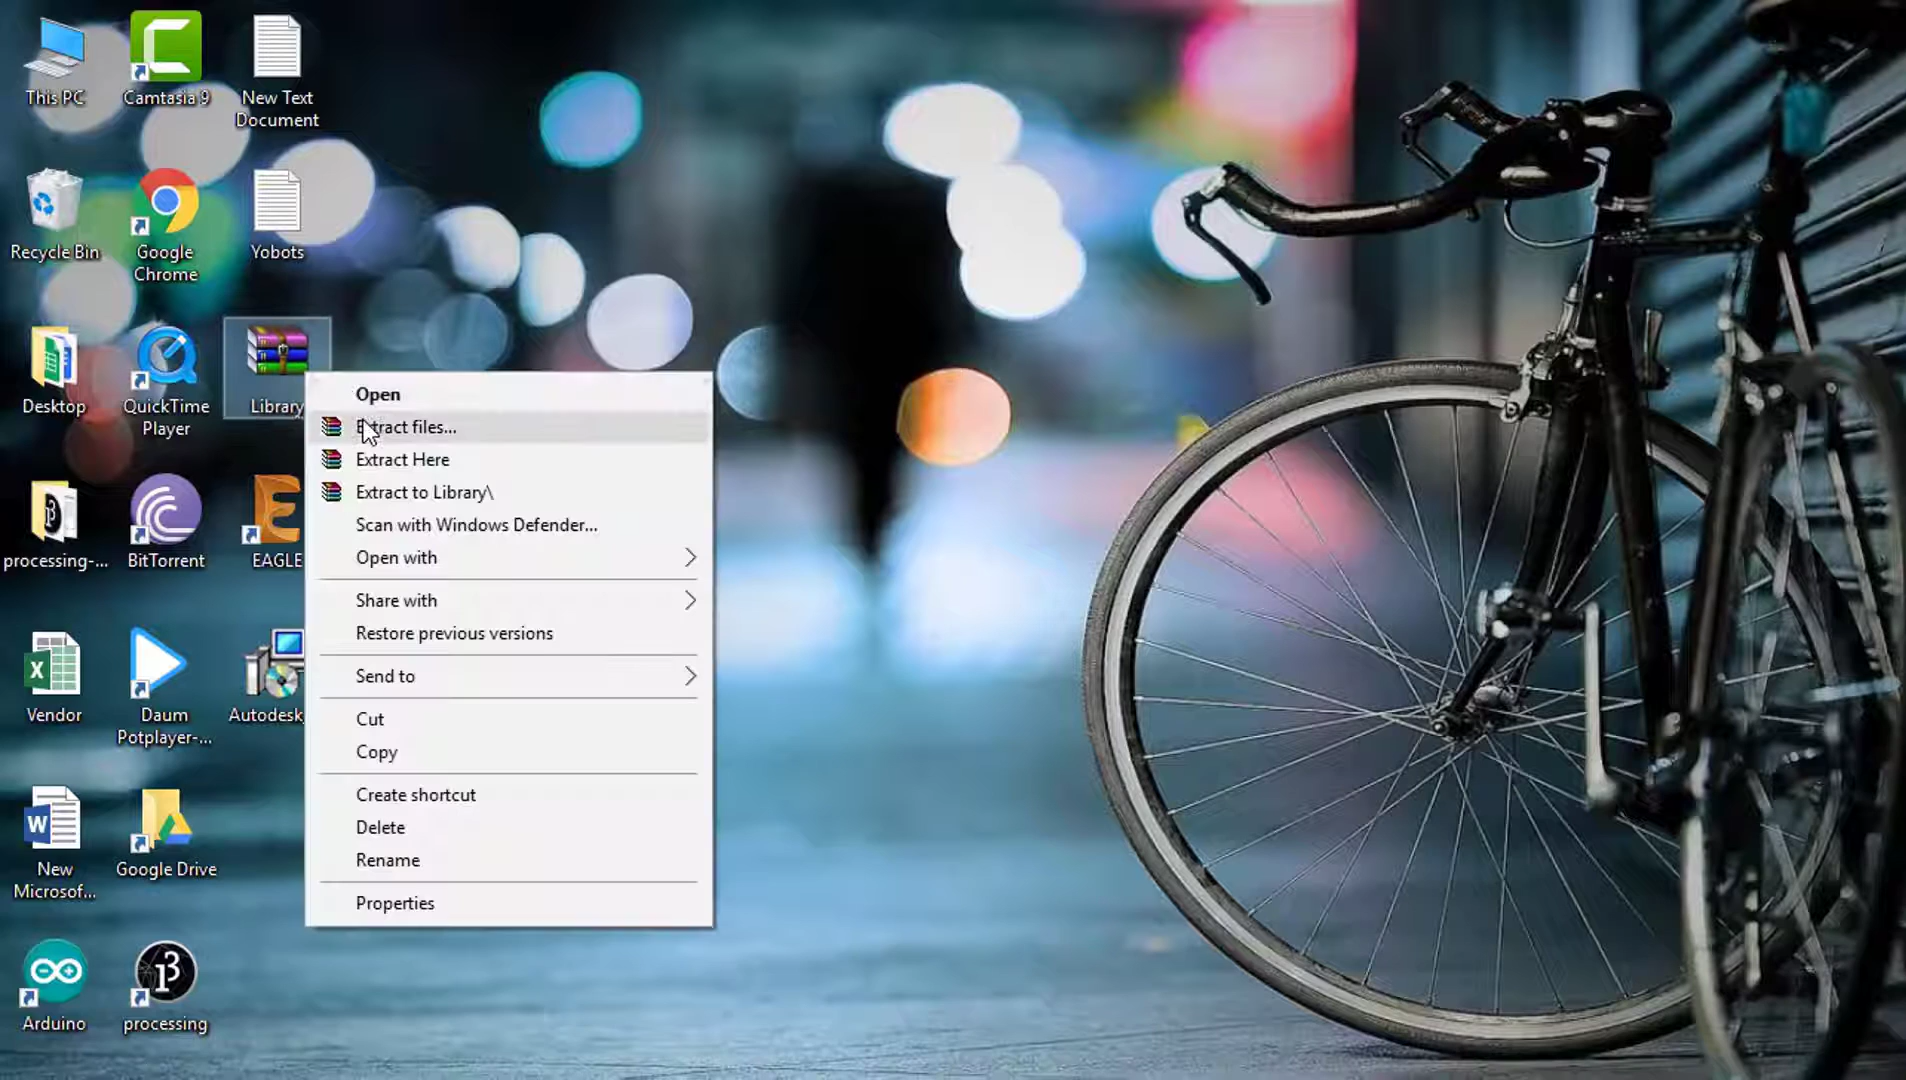 This PC
Camtasia 9
New Text
Document
Recycle Bin
Google
Chrome
Yobots
Desktop
QuickTime
Player
Library
processing-...
BitTorrent
EAGLE
Vendor
Daum
Potplayer-...
Autodesk
New
Microsof...
Google Drive
Arduino
processing
Open
Extract files...
Extract Here
Extract to Library\
Scan with Windows Defender...
Open with
Share with
Restore previous versions
Send to
Cut
Copy
Create shortcut
Delete
Rename
Properties